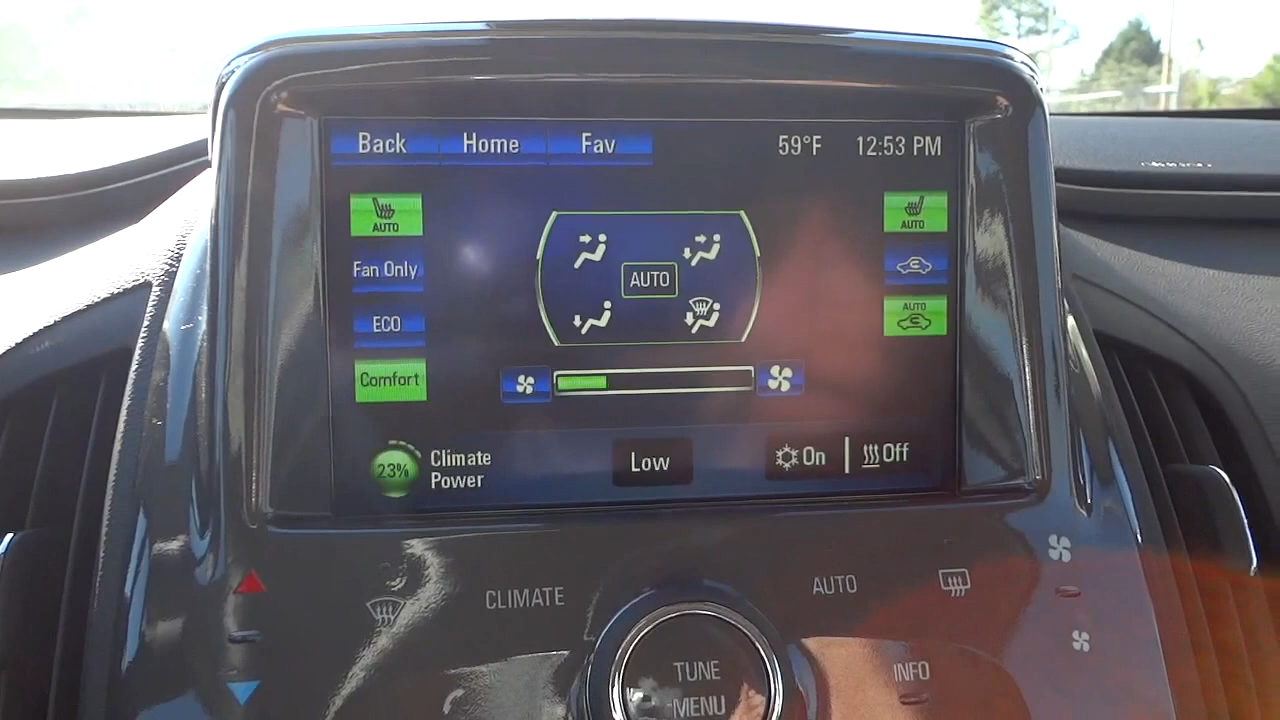 Back Home Fav 59°F 12:53 PM
AUTO AUTO
Fan Only
AUTO
ECO
AUTO
Comfort
23% Climate Power
Low
On Off
CLIMATE AUTO
TUNE
MENU
INFO